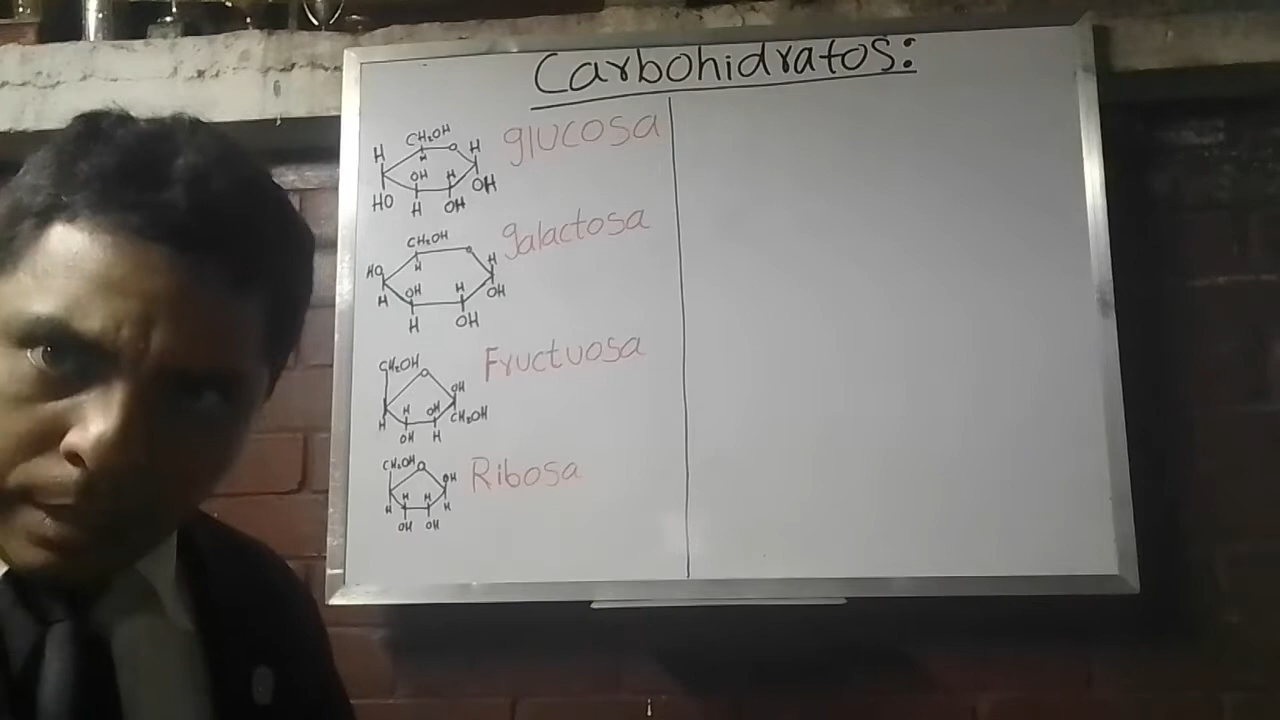 Carbohidratos:
CH₂OH
H
O
H
H
glucosa
OH
H
HO
H
OH
OH
CH₂OH
O
galactosa
HO
H
H
H
OH
H
OH
H
OH
CH₂OH
O
Fructuosa
OH
H
OH
CH₂OH
H
OH
H
CH₂OH
O
Ribosa
OH
H
H
H
H
OH
OH